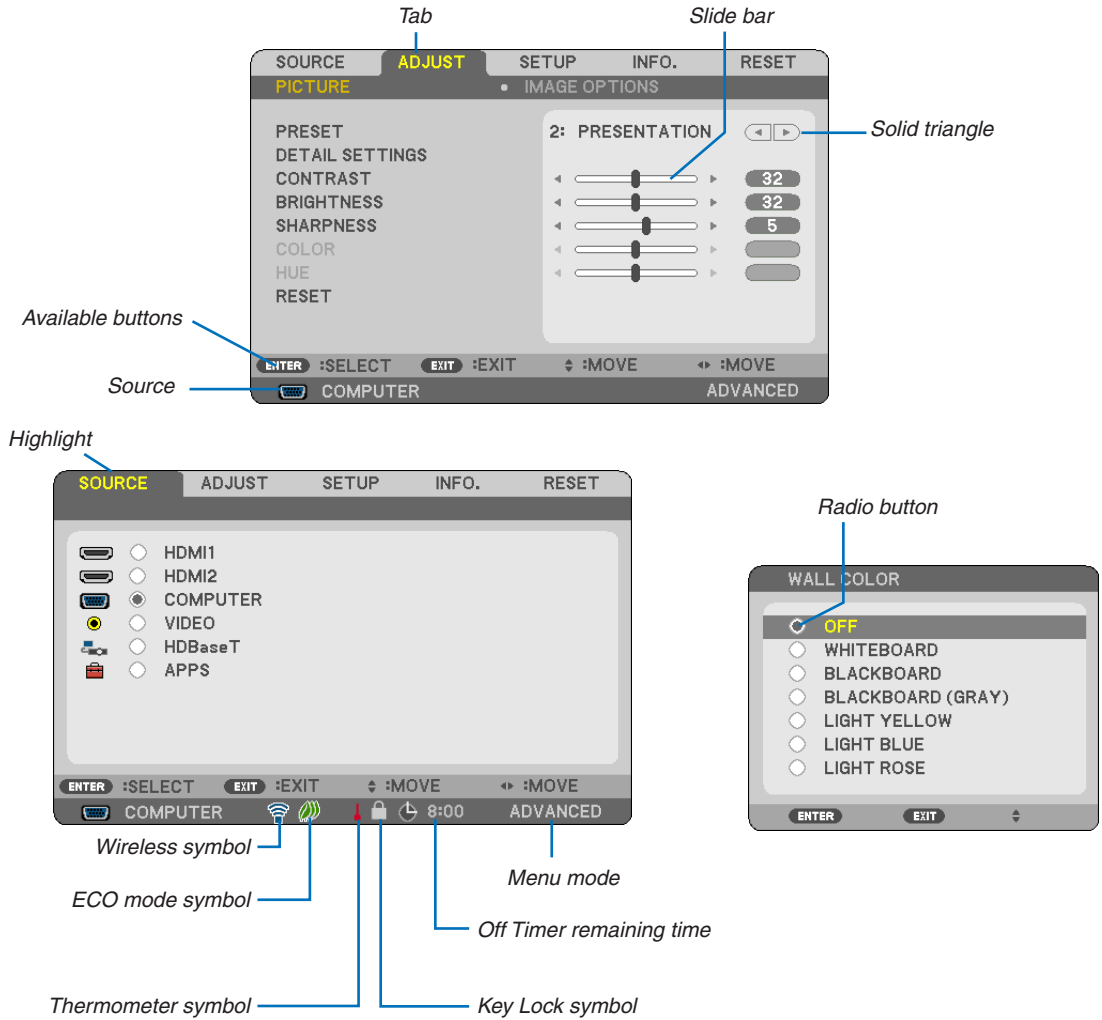 Tab
Slide bar
SOURCE ADJUST SETUP INFO. RESET
PICTURE ● IMAGE OPTIONS
PRESET 2: PRESENTATION
Solid triangle
DETAIL SETTINGS
CONTRAST 32
BRIGHTNESS 32
SHARPNESS 5
COLOR
HUE
RESET
Available buttons
ENTER :SELECT EXIT :EXIT :MOVE :MOVE
Source
COMPUTER ADVANCED
Highlight
SOURCE ADJUST SETUP INFO. RESET
HDMI1
HDMI2
COMPUTER
VIDEO
HDBaseT
APPS
ENTER :SELECT EXIT :EXIT :MOVE :MOVE
COMPUTER 8:00 ADVANCED
Radio button
WALL COLOR
OFF
WHITEBOARD
BLACKBOARD
BLACKBOARD (GRAY)
LIGHT YELLOW
LIGHT BLUE
LIGHT ROSE
ENTER EXIT
Wireless symbol
Menu mode
ECO mode symbol
Off Timer remaining time
Thermometer symbol
Key Lock symbol